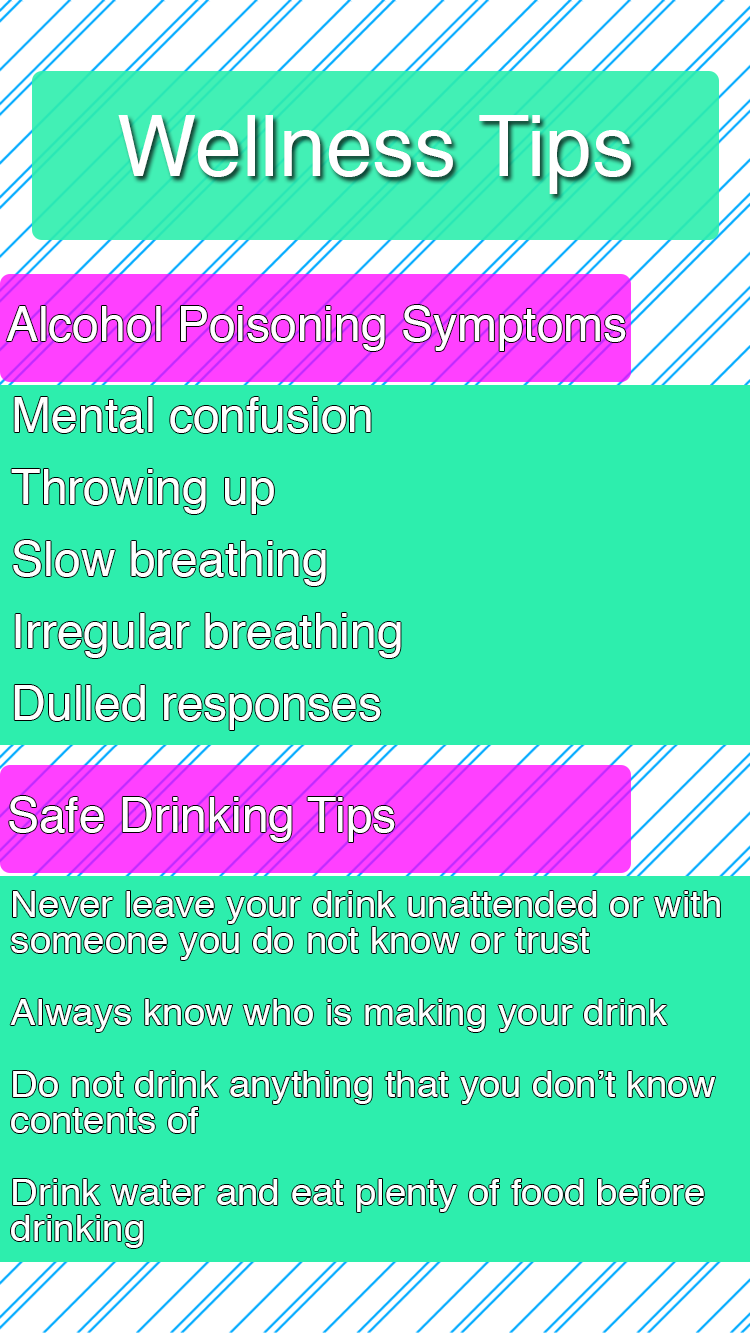 Wellness Tips
Alcohol Poisoning Symptoms
Mental confusion
Throwing up
Slow breathing
Irregular breathing
Dulled responses
Safe Drinking Tips
Never leave your drink unattended or with
someone you do not know or trust
Always know who is making your drink
Do not drink anything that you don’t know
contents of
Drink water and eat plenty of food before
drinking